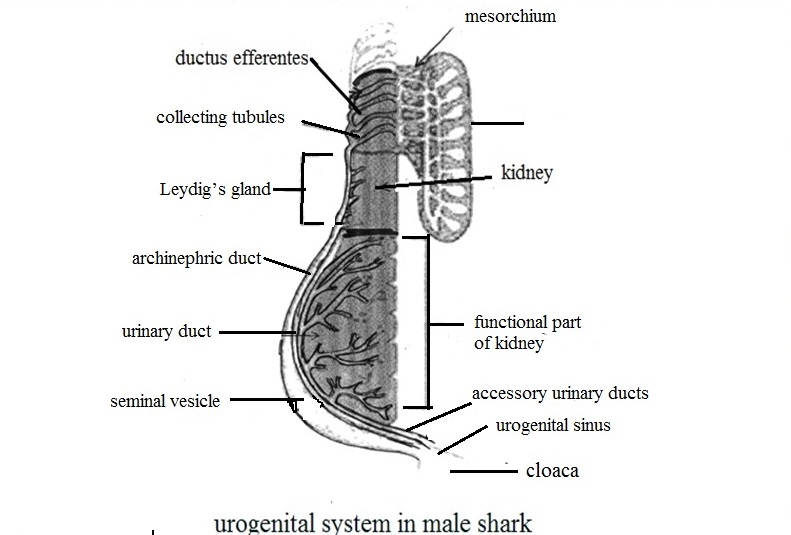 mesorchium
ductus efferentes
collecting tubules
kidney
Leydig's gland
archinephric duct
urinary duct
functional part
of kidney
seminal vesicle
accessory urinary ducts
urogenital sinus
cloaca
urogenital system in male shark